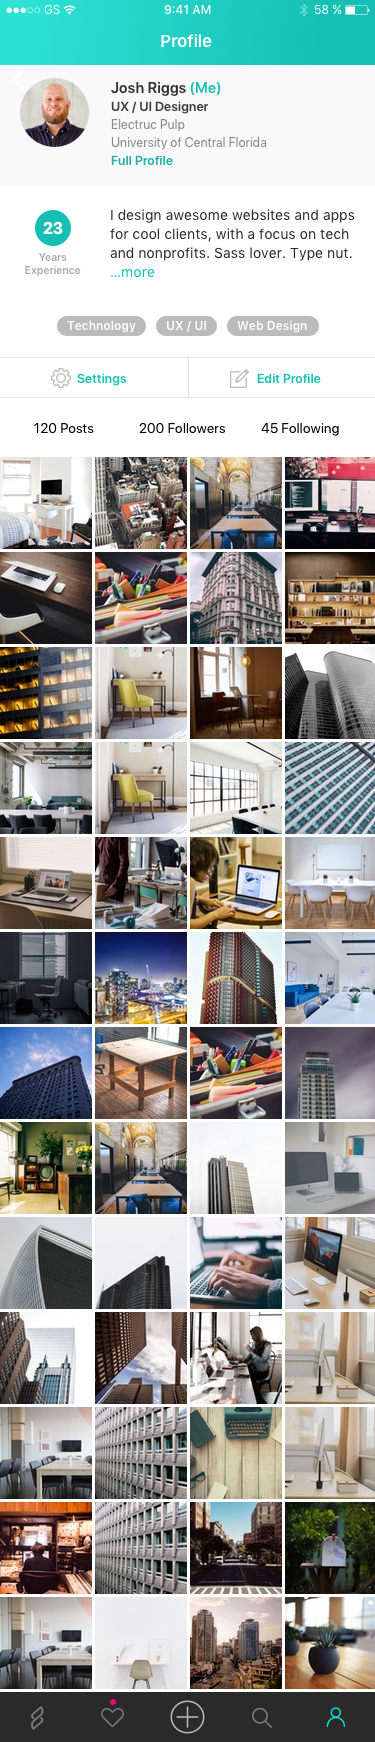 GS
9:41 AM
58 %
Profile
Josh Riggs (Me)
UX / UI Designer
Electruc Pulp
University of Central Florida
Full Profile
23
Years
Experience
I design awesome websites and apps
for cool clients, with a focus on tech
and nonprofits. Sass lover. Type nut.
...more
Technology
UX / UI
Web Design
Settings
Edit Profile
120 Posts
200 Followers
45 Following